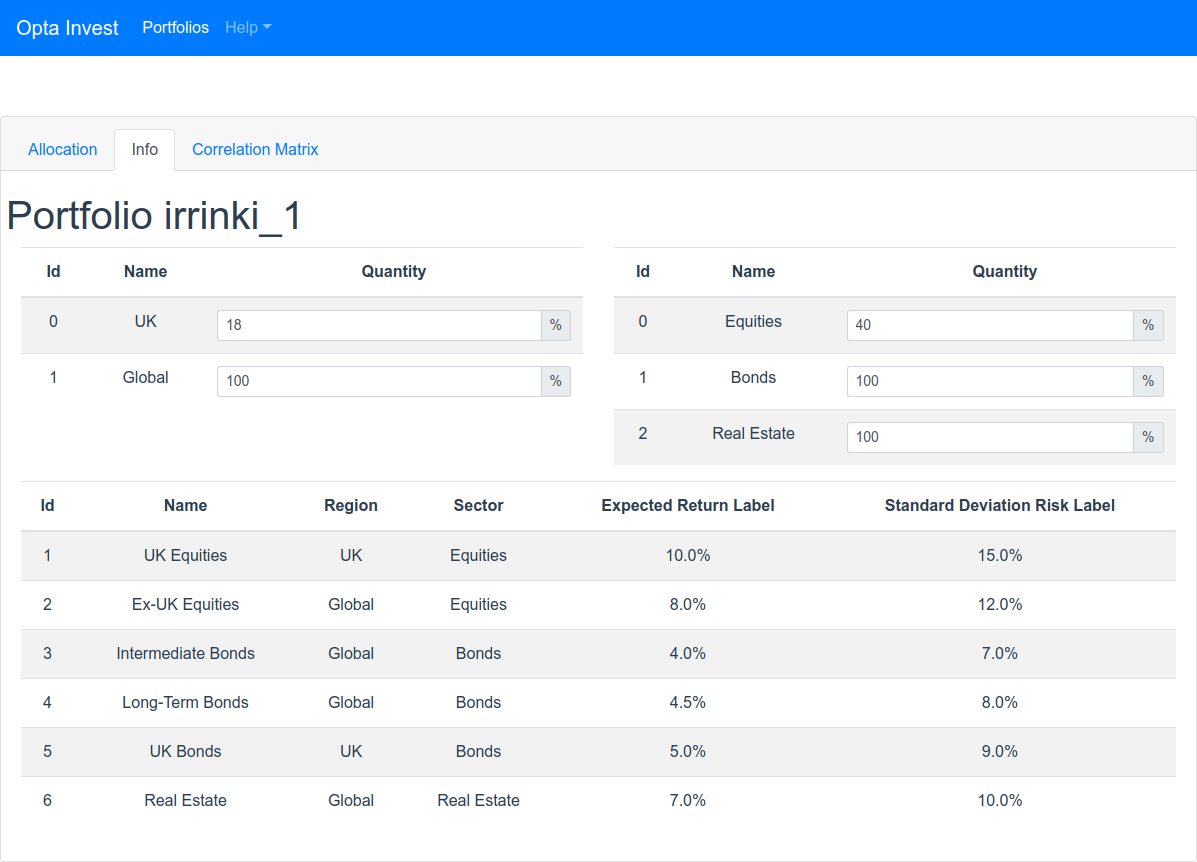 Opta Invest Portfolios Help
Allocation Info Correlation Matrix
Portfolio irrinki_1
Id Name Quantity
0 UK 18 %
1 Global 100 %
Id Name Quantity
0 Equities 40 %
1 Bonds 100 %
2 Real Estate 100 %
Id Name Region Sector Expected Return Label Standard Deviation Risk Label
1 UK Equities UK Equities 10.0% 15.0%
2 Ex-UK Equities Global Equities 8.0% 12.0%
3 Intermediate Bonds Global Bonds 4.0% 7.0%
4 Long-Term Bonds Global Bonds 4.5% 8.0%
5 UK Bonds UK Bonds 5.0% 9.0%
6 Real Estate Global Real Estate 7.0% 10.0%